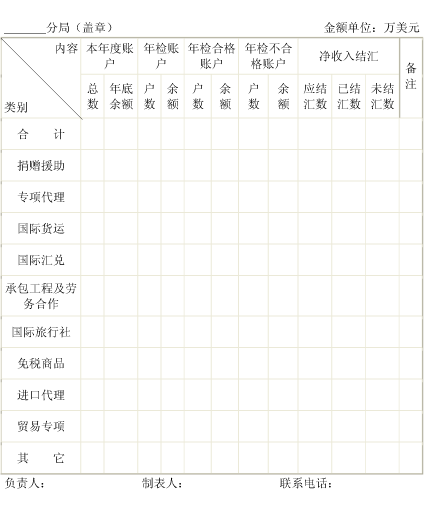 ______分局（盖章） 金额单位：万美元
内容 本年度账户 年检账户 年检合格账户 年检不合格账户 净收入结汇 备注
类别 总数 年底余额 户数 余额 户数 余额 户数 余额 应结汇数 已结汇数 未结汇数
合 计
捐赠援助
专项代理
国际货运
国际汇兑
承包工程及劳
务合作
国际旅行社
免税商品
进口代理
贸易专项
其 它
负责人： 制表人： 联系电话：